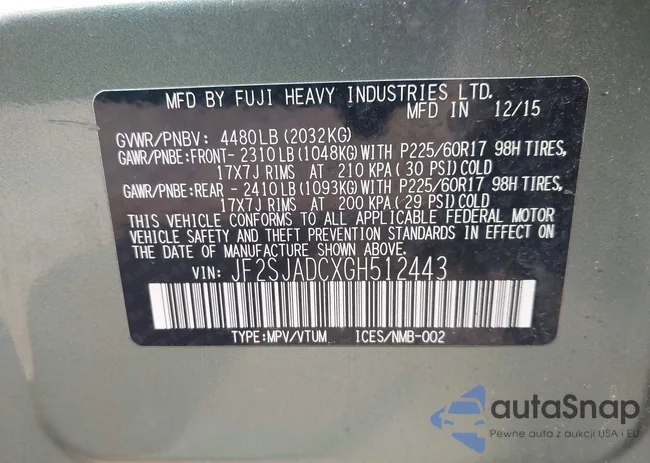 MFD BY FUJI HEAVY INDUSTRIES LTD.
MFD IN 12/15
GVWR/PNBV: 4480LB(2032KG)
GAWR/PNBE:FRONT- 2310LB(1048KG)WITH P225/60R17 98H TIRES,
17X7J RIMS AT 210 KPA( 30 PSI)COLD
GAWR/PNBE:REAR - 2410LB(1093KG)WITH P225/60R17 98H TIRES,
17X7J RIMS AT 200 KPA( 29 PSI)COLD
THIS VEHICLE CONFORMS TO ALL APPLICABLE FEDERAL MOTOR
VEHICLE SAFETY AND THEFT PREVENTION STANDARDS IN EFFECT ON
THE DATE OF MANUFACTURE SHOWN ABOVE.
VIN: JF2SJADCXGH512443
TYPE:MPV/VTUM ICES/NMB-002
autaSnap
Pewne auta z aukcji USA i EU